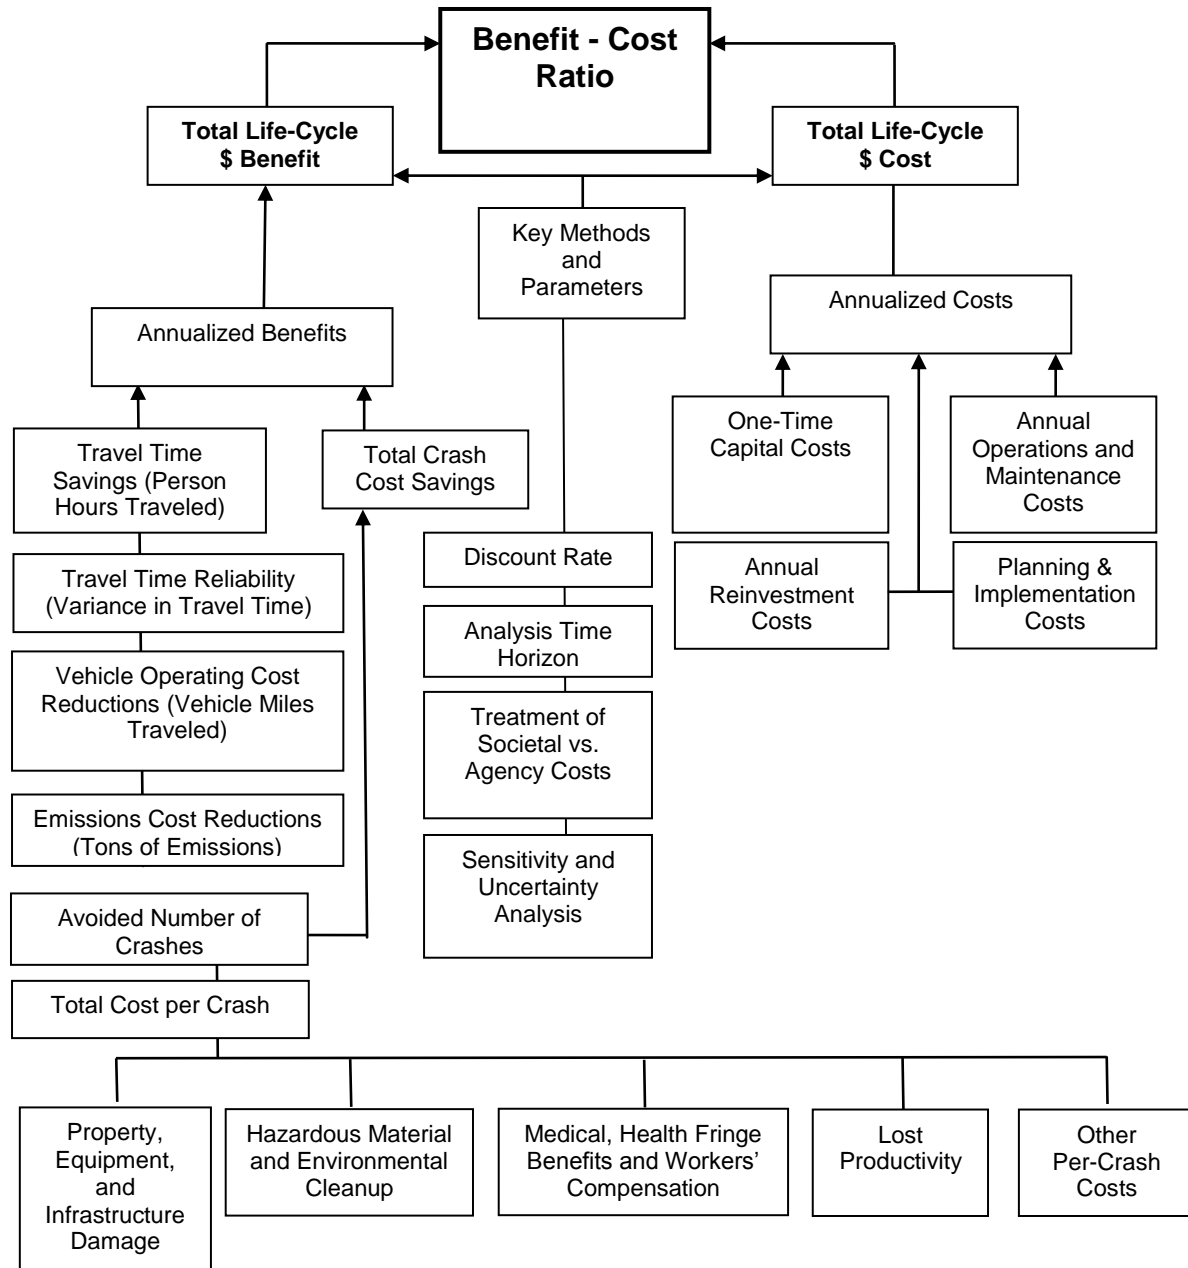 Benefit - Cost
Ratio
Total Life-Cycle
$ Benefit
Total Life-Cycle
$ Cost
Key Methods
and
Parameters
Annualized Benefits
Annualized Costs
Travel Time
Savings (Person
Hours Traveled)
Total Crash
Cost Savings
One-Time
Capital Costs
Annual
Operations and
Maintenance
Costs
Travel Time Reliability
(Variance in Travel Time)
Discount Rate
Annual
Reinvestment
Costs
Planning &
Implementation
Costs
Analysis Time
Horizon
Vehicle Operating Cost
Reductions (Vehicle Miles
Traveled)
Treatment of
Societal vs.
Agency Costs
Emissions Cost Reductions
(Tons of Emissions)
Sensitivity and
Uncertainty
Analysis
Avoided Number of
Crashes
Total Cost per Crash
Property,
Equipment,
and
Infrastructure
Damage
Hazardous Material
and Environmental
Cleanup
Medical, Health Fringe
Benefits and Workers’
Compensation
Lost
Productivity
Other
Per-Crash
Costs